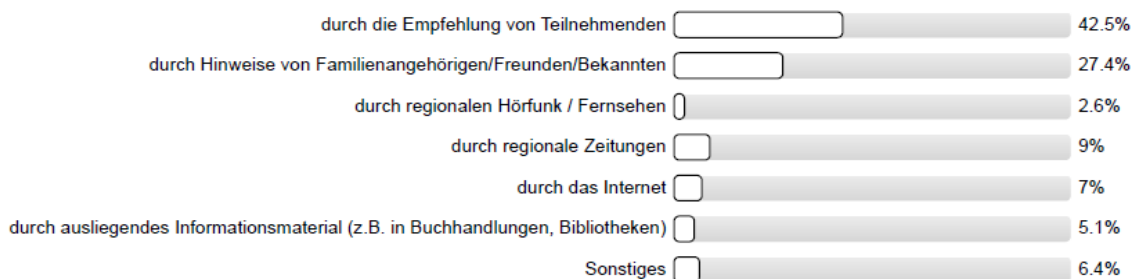 durch die Empfehlung von Teilnehmenden 42.5%
durch Hinweise von Familienangehörigen/Freunden/Bekannten 27.4%
durch regionalen Hörfunk / Fernsehen 2.6%
durch regionale Zeitungen 9%
durch das Internet 7%
durch ausliegendes Informationsmaterial (z.B. in Buchhandlungen, Bibliotheken) 5.1%
Sonstiges 6.4%